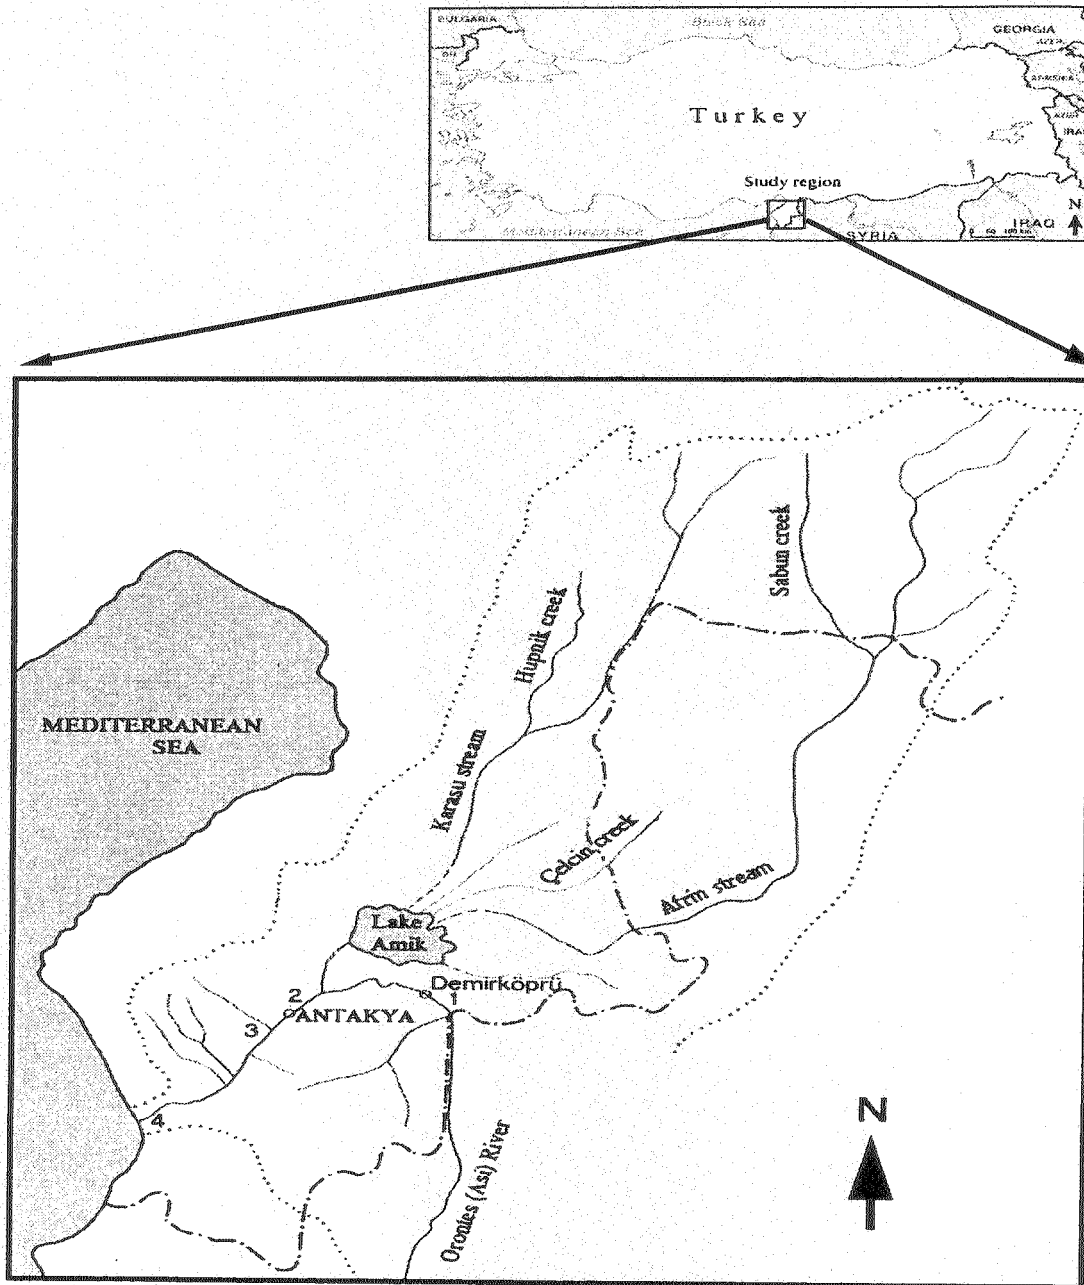 BULGARIA
Black Sea
GEORGIA
Turkey
Study region
N
IRAQ
SYRIA
Mediterranean Sea
MEDITERRANEAN
SEA
Sabun creek
Hupnik creek
Karasu stream
Çelcin creek
Afrin stream
Lake
Amik
Demirköprü
1
2
ANTAKYA
3
4
N
Orontes (Asi) River